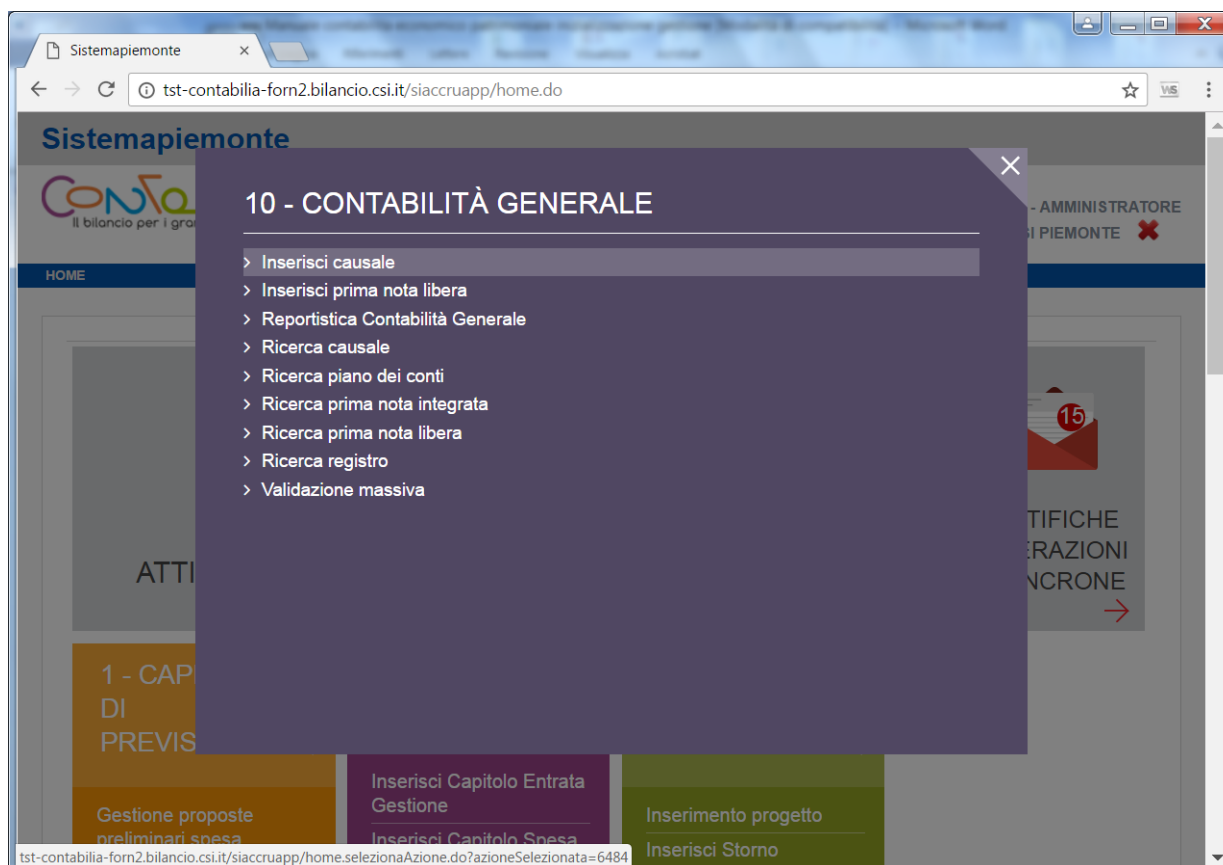 Sistemapiemonte
tst-contabilia-forn2.bilancio.csi.it/siaccruapp/home.do
Sistemapiemonte
Il bilancio per i
- AMMINISTRATORE
PIEMONTE
HOME
10 - CONTABILITÀ GENERALE
Inserisci causale
Inserisci prima nota libera
Reportistica Contabilità Generale
Ricerca causale
Ricerca piano dei conti
Ricerca prima nota integrata
Ricerca prima nota libera
Ricerca registro
Validazione massiva
15
ATTI
TIFICHE
ERAZIONI
NCRONE
1 - CAP
DI
PREVIS
Gestione proposte
preliminari spesa
Inserisci Capitolo Entrata
Gestione
Inserisci Capitolo Spesa
Inserimento progetto
Inserisci Storno
tst-contabilia-forn2.bilancio.csi.it/siaccruapp/home.selezionaAzione.do?azioneSelezionata=6484